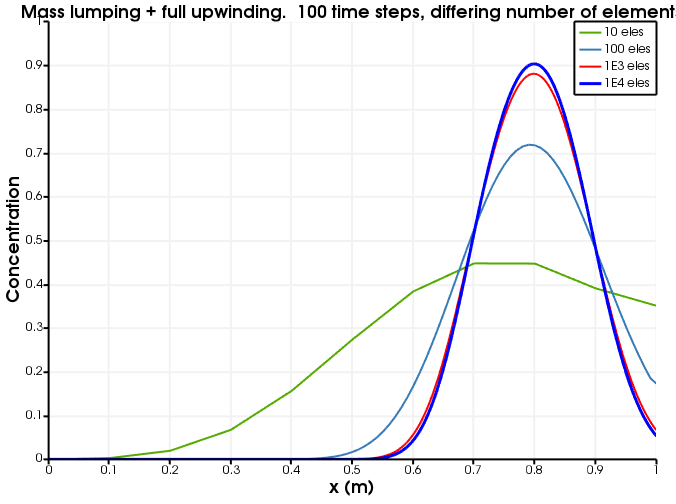 Mass lumping + full upwinding. 100 time steps, differing number of element
10 eles
100 eles
1E3 eles
1E4 eles
1
0.9
0.8
0.7
0.6
0.5
0.4
0.3
0.2
0.1
0
Concentration
0 0.1 0.2 0.3 0.4 0.5 0.6 0.7 0.8 0.9 1
x (m)